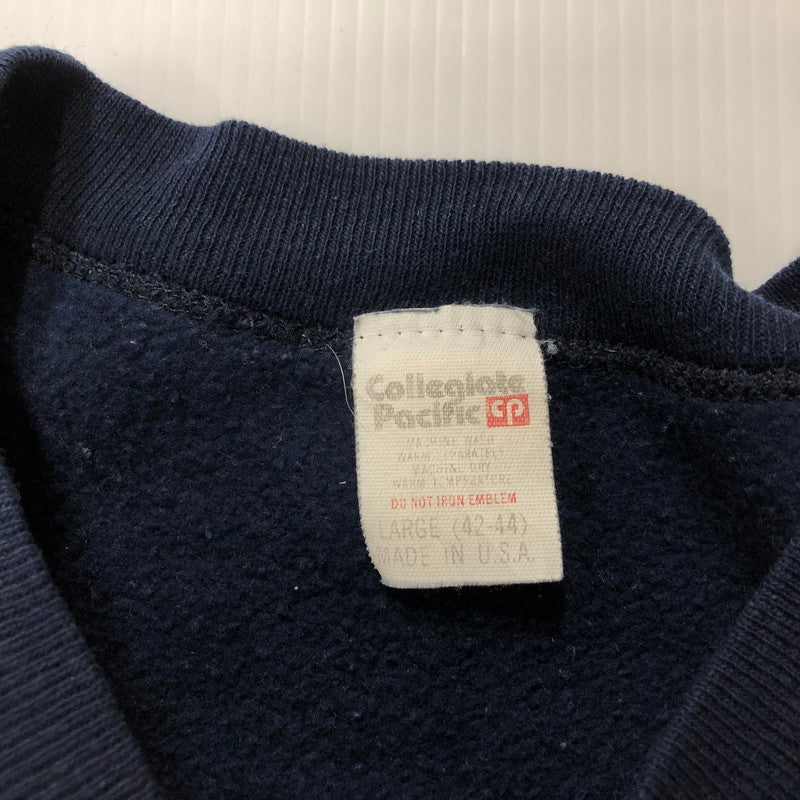 Collegiate
Pacific CP
MACHINE WASH
WARM SEPARATELY
MACHINE DRY
WARM TEMPERATURE
DO NOT IRON EMBLEM
LARGE (42-44)
MADE IN U.S.A.